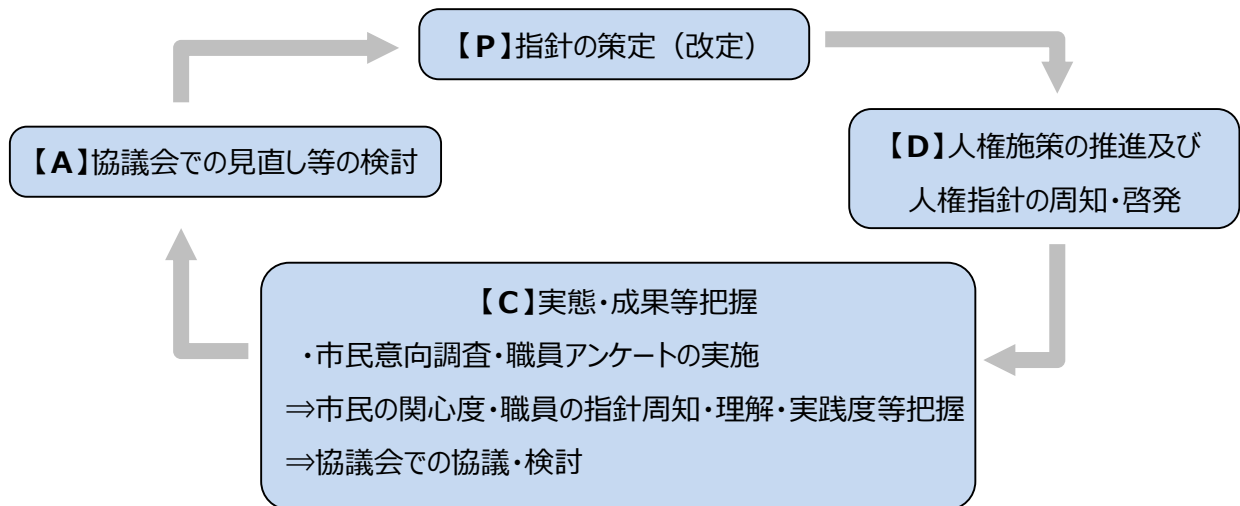 【P】指針の策定（改定）
【A】協議会での見直し等の検討
【D】人権施策の推進及び
人権指針の周知・啓発
【C】実態・成果等把握
・市民意向調査・職員アンケートの実施
⇒市民の関心度・職員の指針周知・理解・実践度等把握
⇒協議会での協議・検討